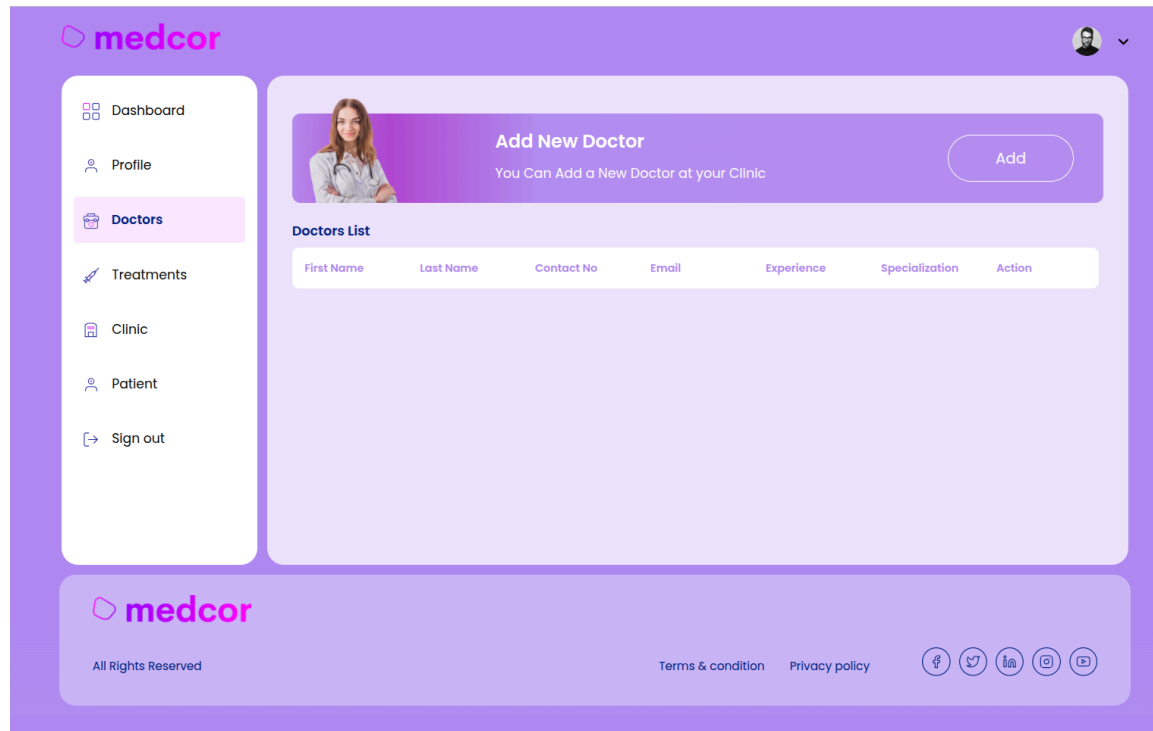 medcor
Dashboard
Profile
Doctors
Treatments
Clinic
Patient
Sign out
Add New Doctor
You Can Add a New Doctor at your Clinic
Add
Doctors List
First Name Last Name Contact No Email Experience Specialization Action
medcor
All Rights Reserved
Terms & condition Privacy policy